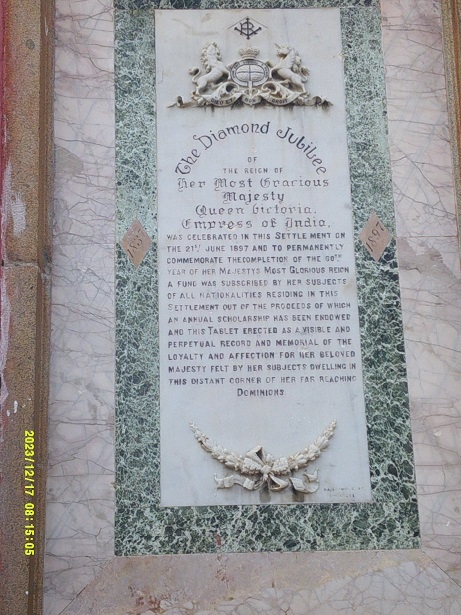 The Diamond Jubilee
OF
THE REIGN OF
Her Most Gracious
Majesty
Queen Victoria,
Empress of India,
WAS CELEBRATED IN THIS SETTLEMENT ON
THE 21ST JUNE 1897 AND TO PERMANENTLY
COMMEMORATE THE COMPLETION OF THE 60TH
YEAR OF HER MAJESTYS MOST GLORIOUS REIGN
A FUND WAS SUBSCRIBED BY HER SUBJECTS
OF ALL NATIONALITIES RESIDING IN THIS
SETTLEMENT OUT OF THE PROCEEDS OF WHICH
AN ANNUAL SCHOLARSHIP HAS BEEN ENDOWED
AND THIS TABLET ERECTED AS A VISIBLE AND
PERPETUAL RECORD AND MEMORIAL OF THE
LOYALTY AND AFFECTION FOR HER BELOVED
MAJESTY FELT BY HER SUBJECTS DWELLING IN
THIS DISTANT CORNER OF HER FAR REACHING
DOMINIONS
1897
2023/12/17 08:15:05